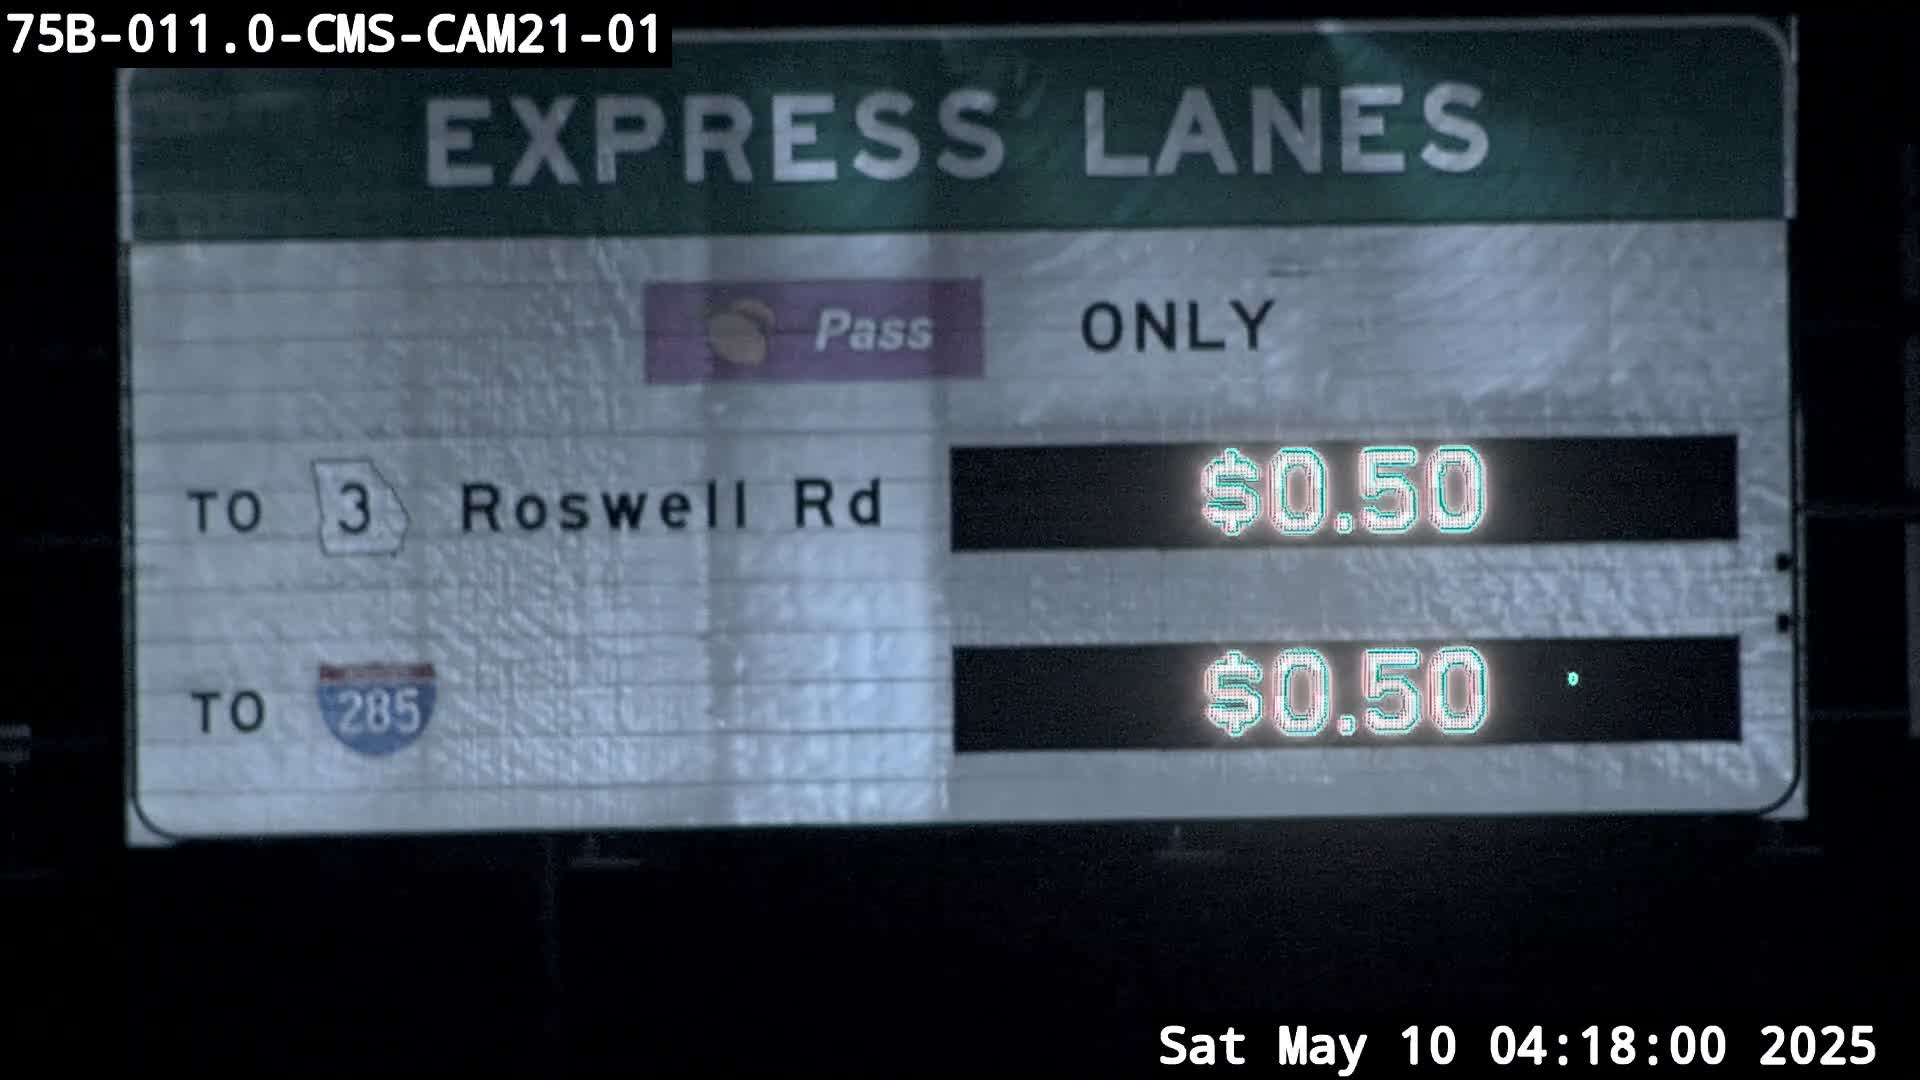 75B-011.0-CMS-CAM21-01
EXPRESS LANES
Pass ONLY
TO 3 Roswell Rd $0.50
TO 285 $0.50
Sat May 10 04:18:00 2025